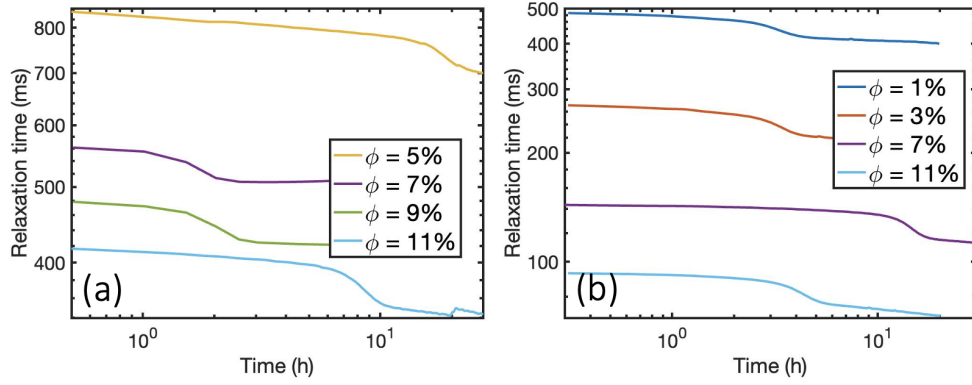 800
700
600
500
400
Relaxation time (ms)
ϕ = 5%
ϕ = 7%
ϕ = 9%
ϕ = 11%
(a)
10⁰
10¹
Time (h)
500
400
300
200
100
Relaxation time (ms)
ϕ = 1%
ϕ = 3%
ϕ = 7%
ϕ = 11%
(b)
10⁰
10¹
Time (h)